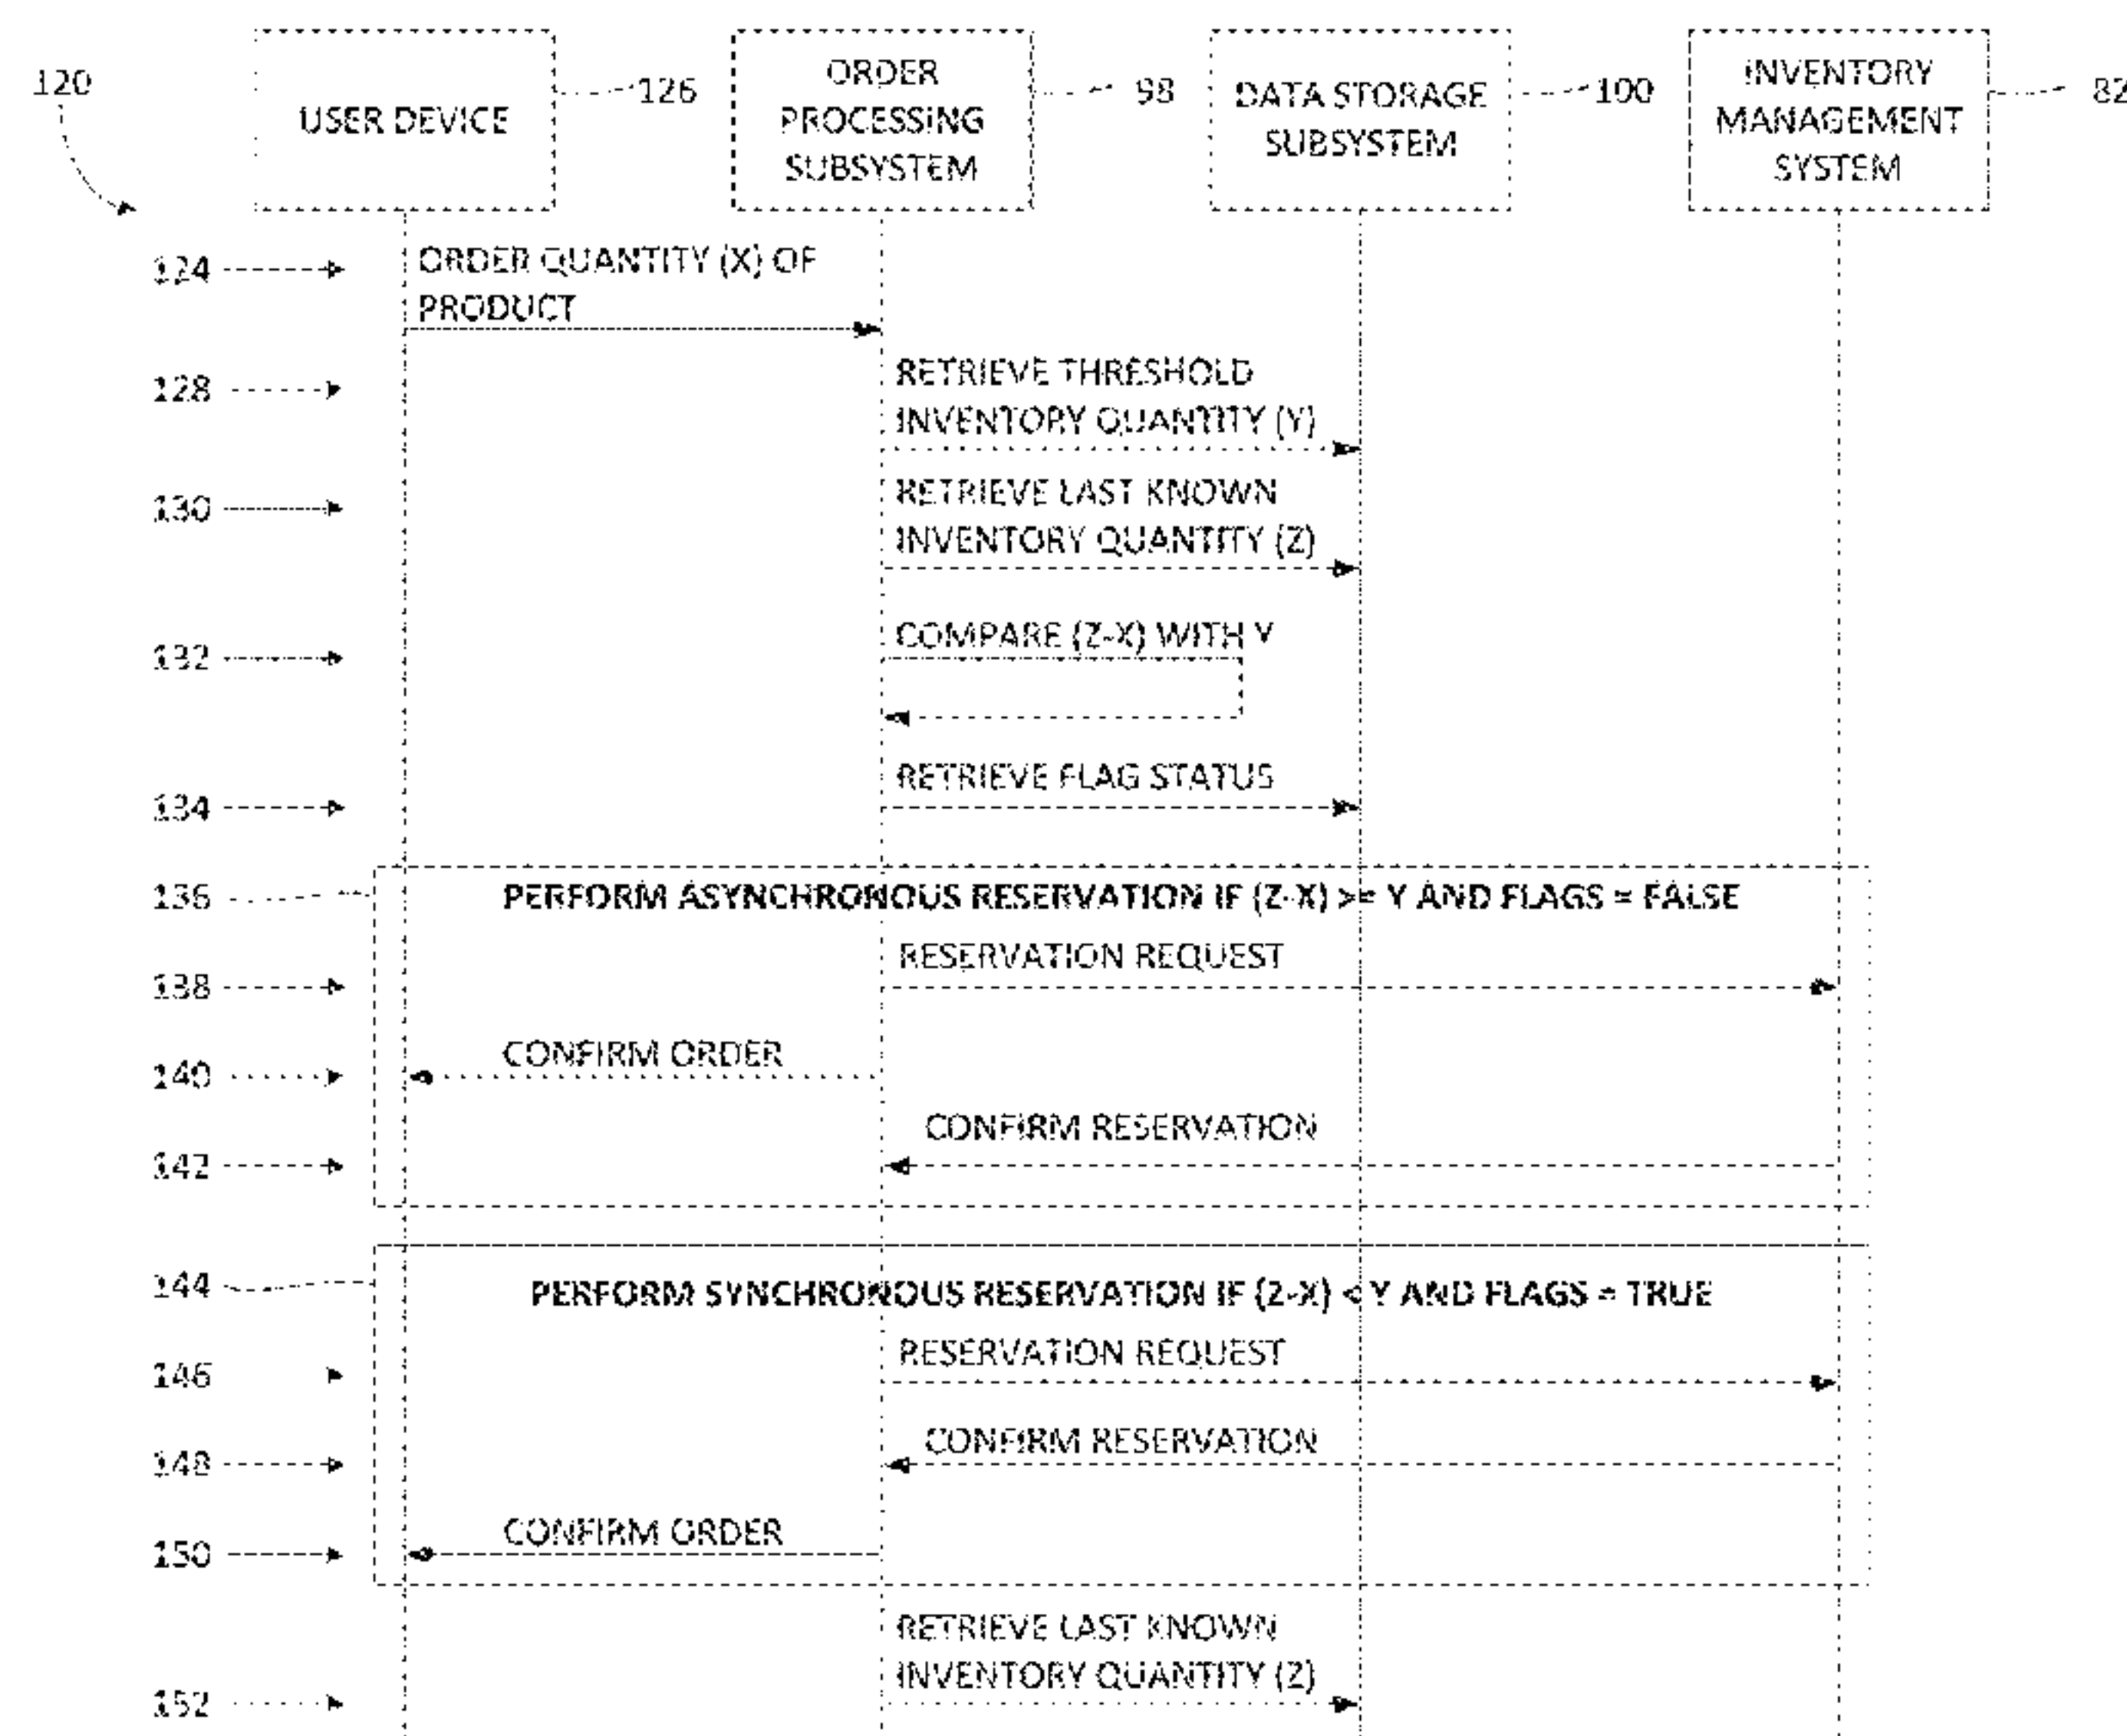 120
USER DEVICE
126
ORDER
PROCESSING
SUBSYSTEM
98
DATA STORAGE
SUBSYSTEM
100
INVENTORY
MANAGEMENT
SYSTEM
82
124
ORDER QUANTITY (X) OF
PRODUCT
128
RETRIEVE THRESHOLD
INVENTORY QUANTITY (Y)
130
RETRIEVE LAST KNOWN
INVENTORY QUANTITY (Z)
132
COMPARE (Z-X) WITH Y
134
RETRIEVE FLAG STATUS
136
PERFORM ASYNCHRONOUS RESERVATION IF (Z-X) >= Y AND FLAGS = FALSE
138
RESERVATION REQUEST
140
CONFIRM ORDER
142
CONFIRM RESERVATION
144
PERFORM SYNCHRONOUS RESERVATION IF (Z-X) < Y AND FLAGS = TRUE
146
RESERVATION REQUEST
148
CONFIRM RESERVATION
150
CONFIRM ORDER
152
RETRIEVE LAST KNOWN
INVENTORY QUANTITY (Z)